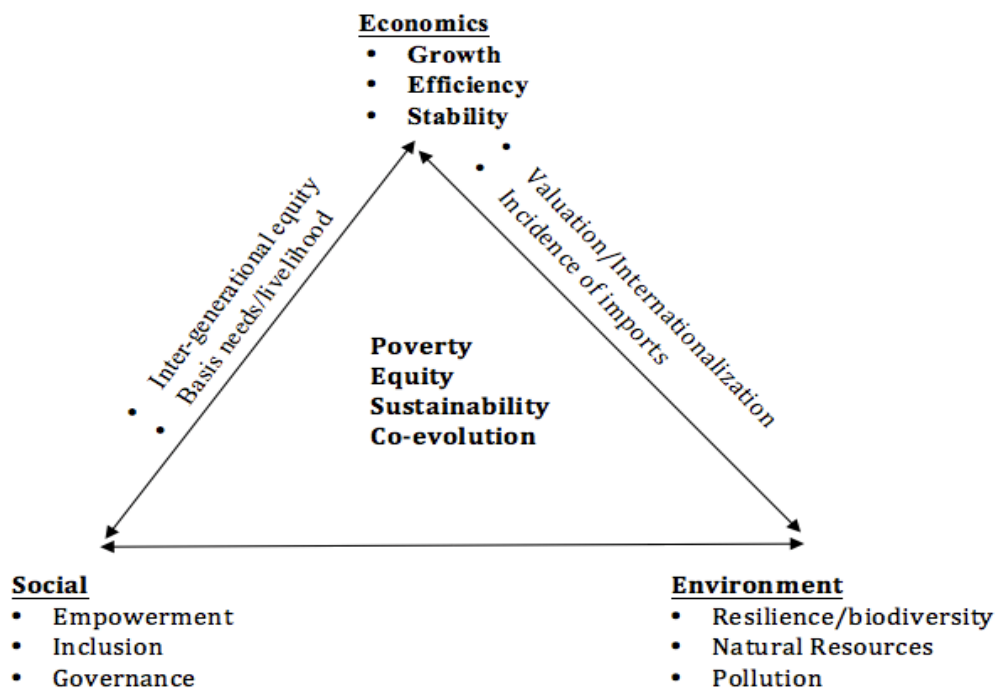 Economics
• Growth
• Efficiency
• Stability
• Inter-generational equity
• Basis needs/livelihood
• Valuation/Internationalization
• Incidence of imports
Poverty
Equity
Sustainability
Co-evolution
Social
• Empowerment
• Inclusion
• Governance
Environment
• Resilience/biodiversity
• Natural Resources
• Pollution